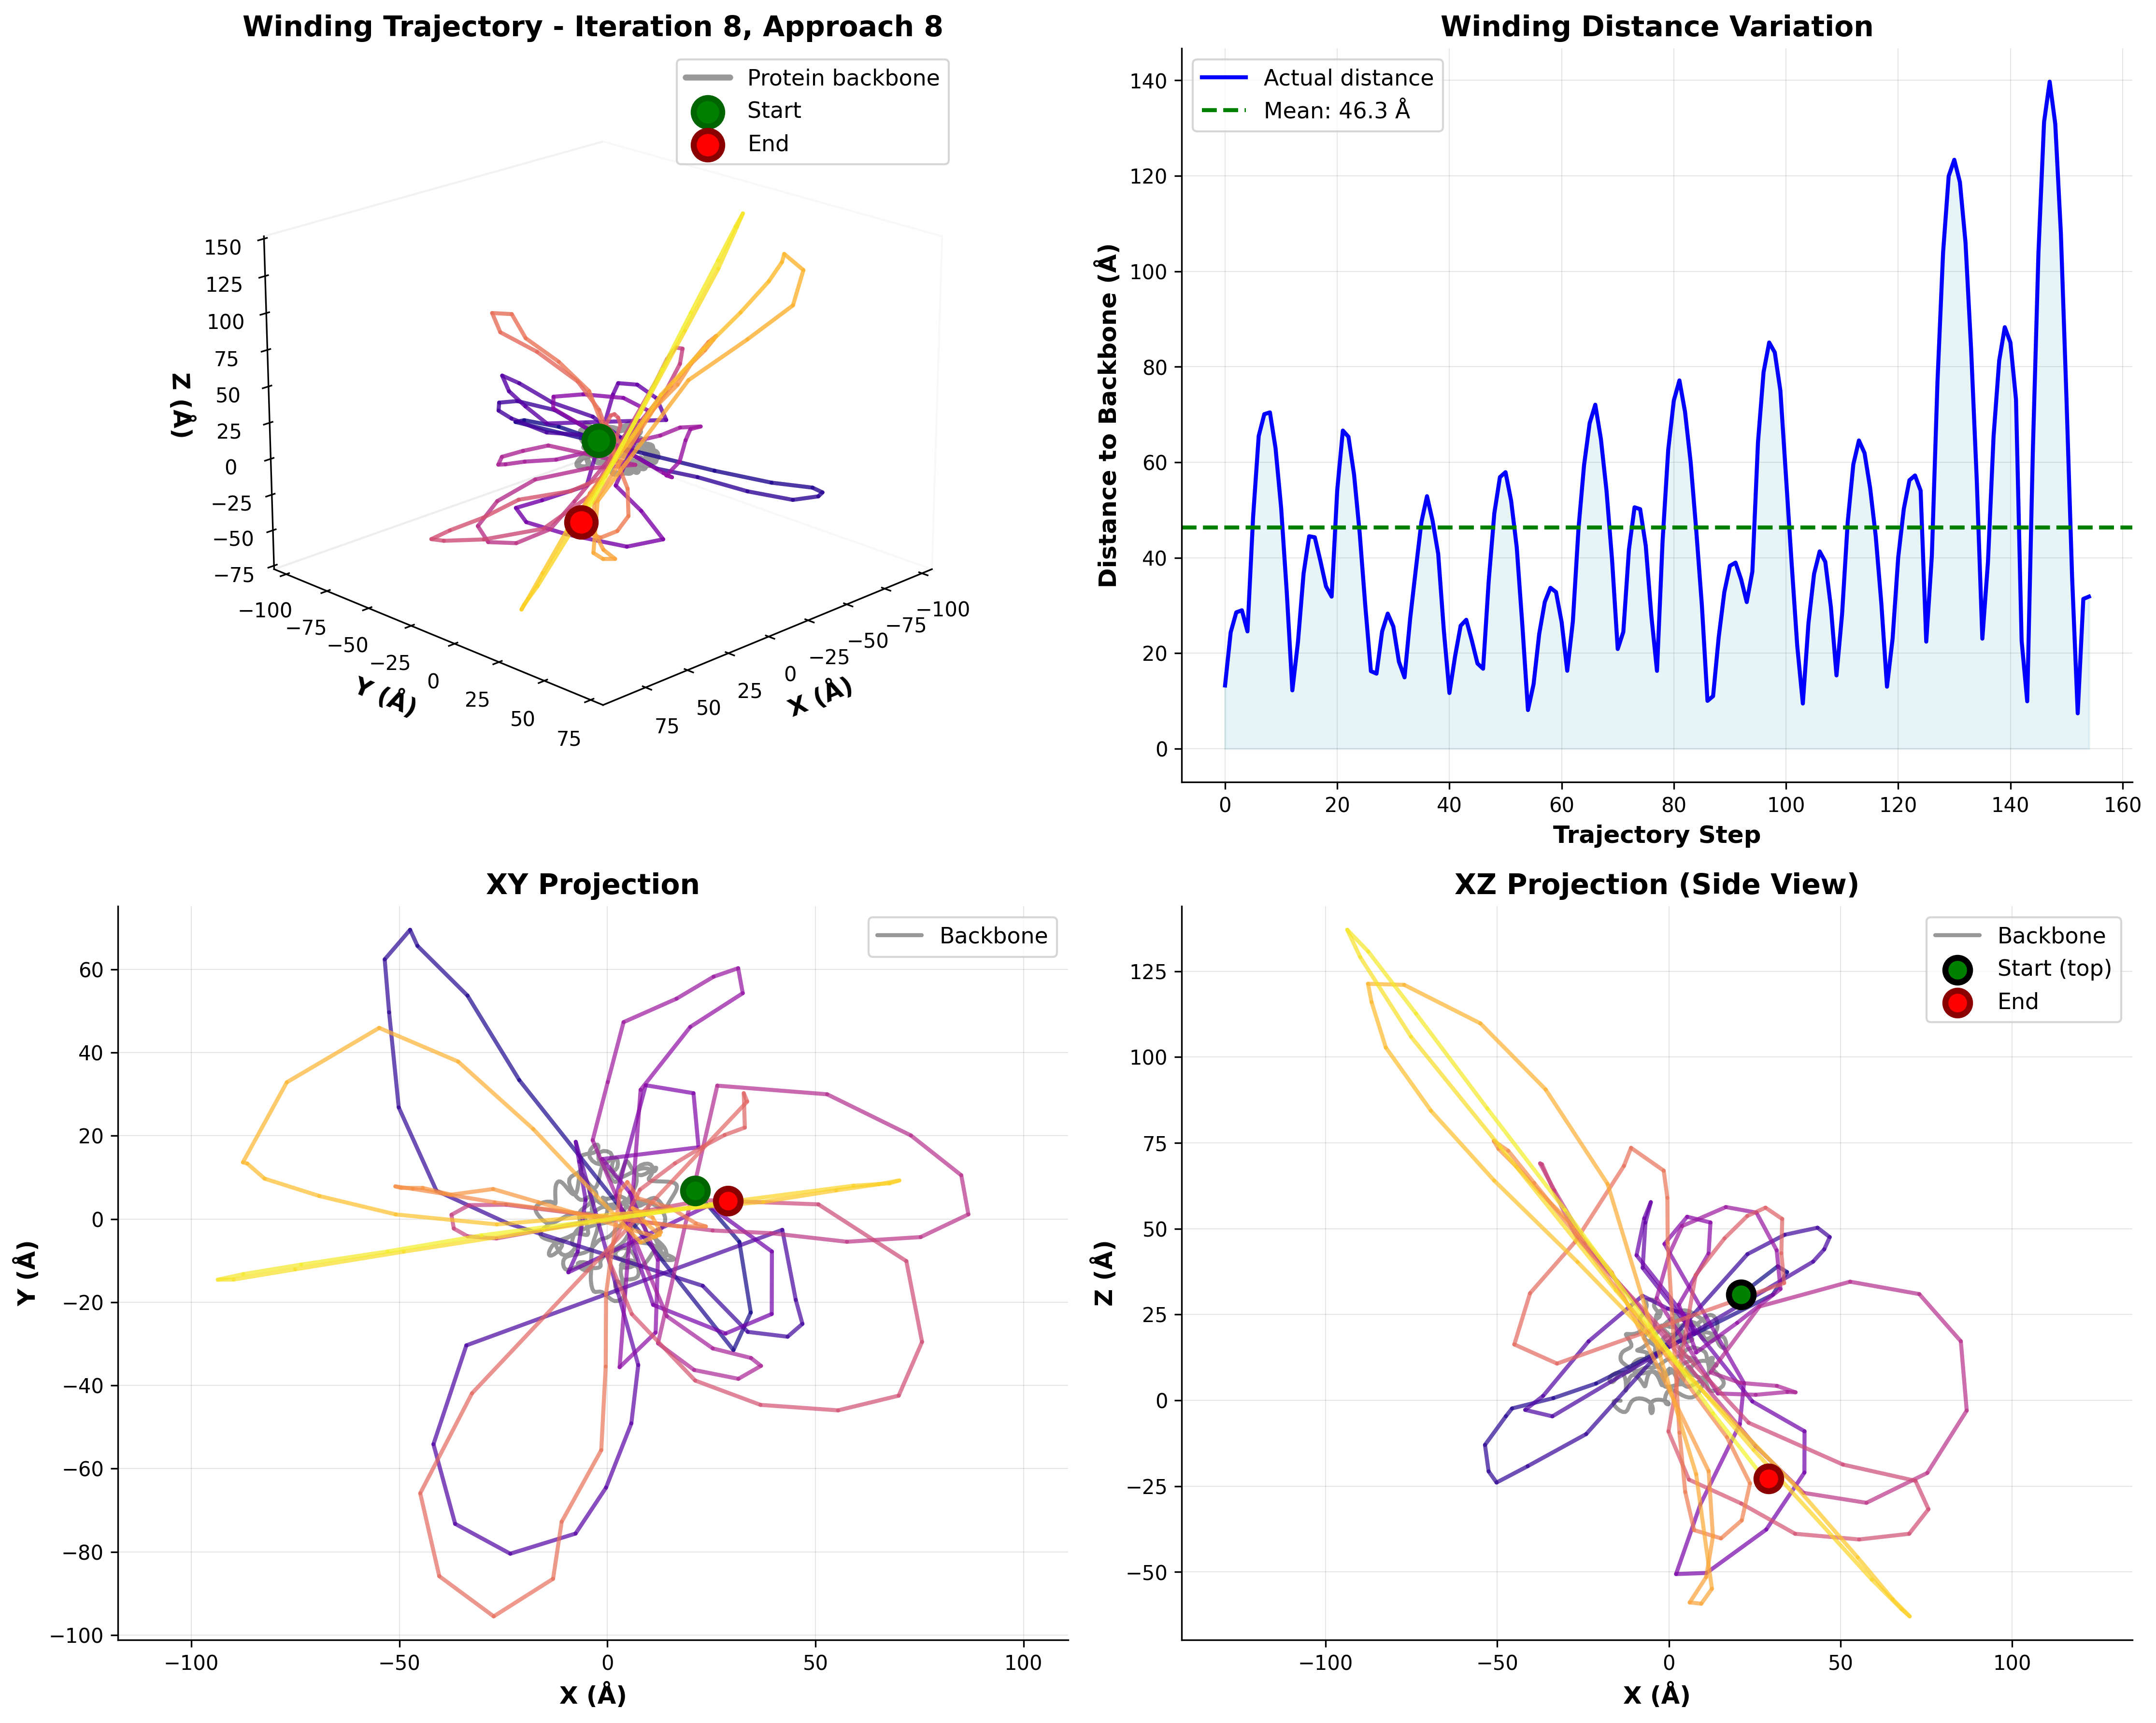 Winding Trajectory - Iteration 8, Approach 8
Protein backbone
Start
End
150
125
100
75
50
25
0
−25
−50
−75
Z (Å)
−100
−75
−50
−25
0
25
50
75
Y (Å)
75
50
25
0
−25
−50
−75
−100
X (Å)
Winding Distance Variation
Actual distance
Mean: 46.3 Å
140
120
100
80
60
40
20
0
Distance to Backbone (Å)
0 20 40 60 80 100 120 140 160
Trajectory Step
XY Projection
Backbone
60
40
20
0
−20
−40
−60
−80
−100
Y (Å)
−100 −50 0 50 100
X (Å)
XZ Projection (Side View)
Backbone
Start (top)
End
125
100
75
50
25
0
−25
−50
Z (Å)
−100 −50 0 50 100
X (Å)